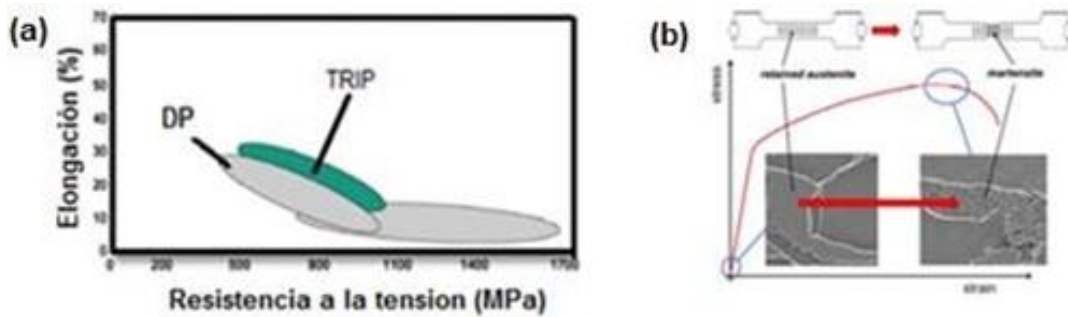 (a)
Elongación (%)
70
60
50
40
30
20
10
0
DP
TRIP
0 200 500 800 1100 1400 1700
Resistencia a la tension (MPa)
(b)
stress
retained austenite
martensite
strain